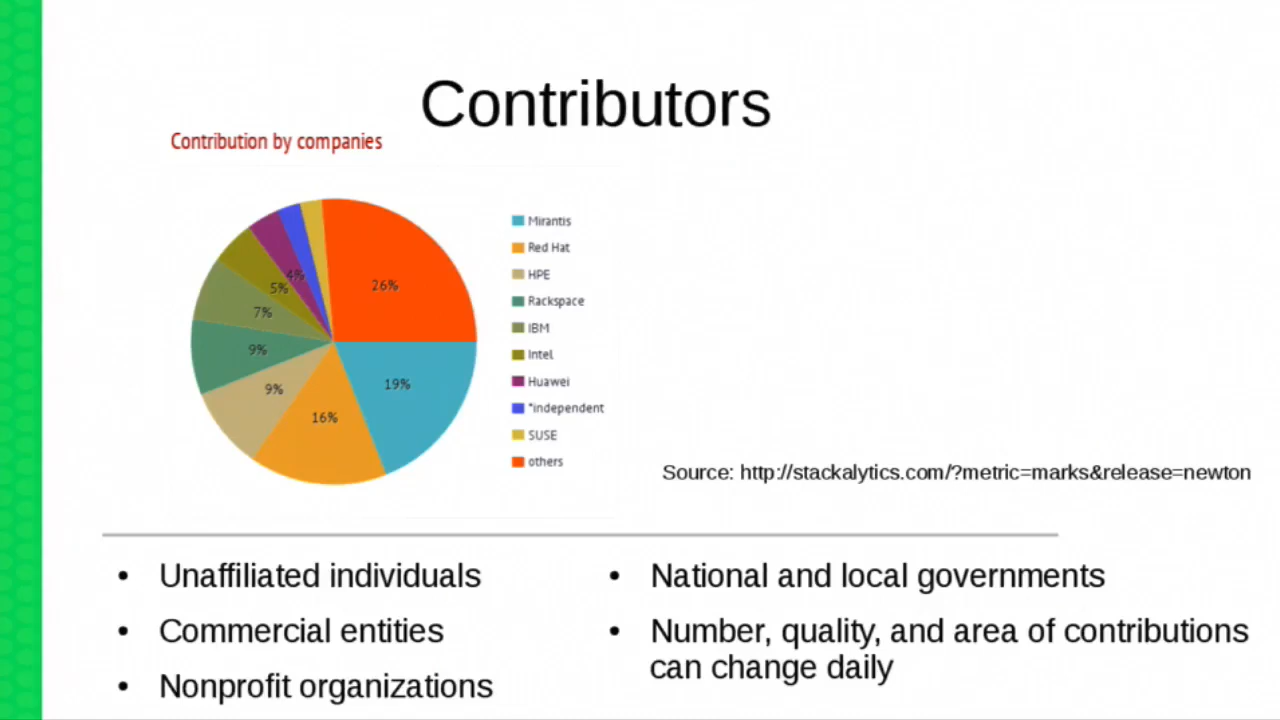 Contributors
Contribution by companies
26%
4%
5%
7%
9%
9%
16%
19%
Mirantis
Red Hat
HPE
Rackspace
IBM
Intel
Huawei
*independent
SUSE
others
Source: http://stackalytics.com/?metric=marks&release=newton
• Unaffiliated individuals
• Commercial entities
• Nonprofit organizations
• National and local governments
• Number, quality, and area of contributions
can change daily